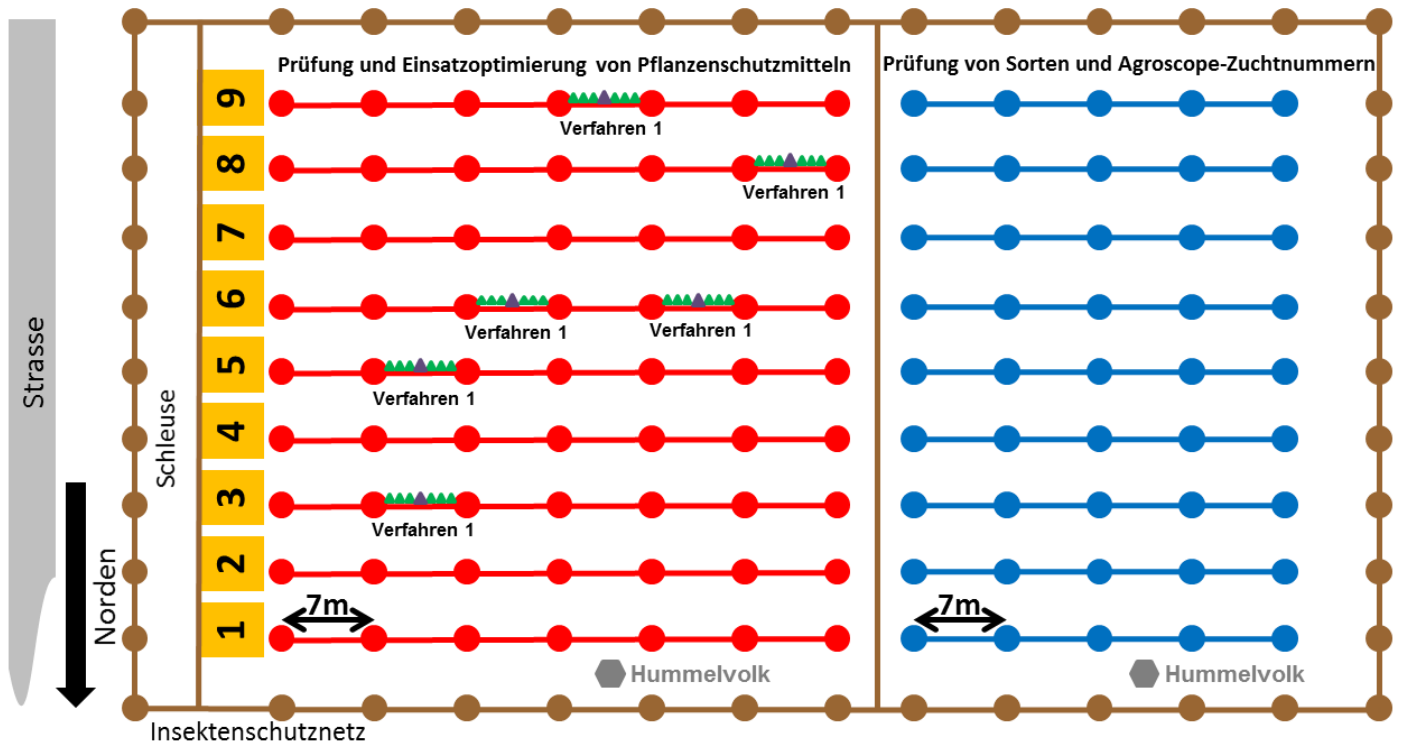 Prüfung und Einsatzoptimierung von Pflanzenschutzmitteln
Prüfung von Sorten und Agroscope-Zuchtnummern
9
Verfahren 1
8
Verfahren 1
7
6
Verfahren 1
Verfahren 1
Strasse
5
Verfahren 1
Schleuse
4
3
Verfahren 1
Norden
2
1
7m
7m
Hummelvolk
Hummelvolk
Insektenschutznetz